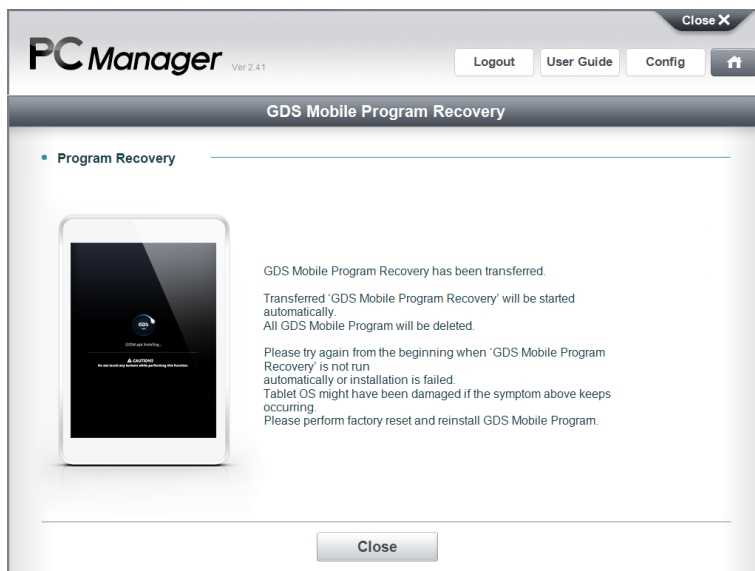 Close X
PC Manager Ver 2.41
Logout User Guide Config
GDS Mobile Program Recovery
Program Recovery
GDS Mobile Program Recovery has been transferred.
Transferred 'GDS Mobile Program Recovery' will be started
automatically.
All GDS Mobile Program will be deleted.
Please try again from the beginning when 'GDS Mobile Program
Recovery' is not run
automatically or installation is failed.
Tablet OS might have been damaged if the symptom above keeps
occurring.
Please perform factory reset and reinstall GDS Mobile Program.
GDS
GDSM.apk Installing...
CAUTION!!
Do not touch any buttons while performing this function
Close